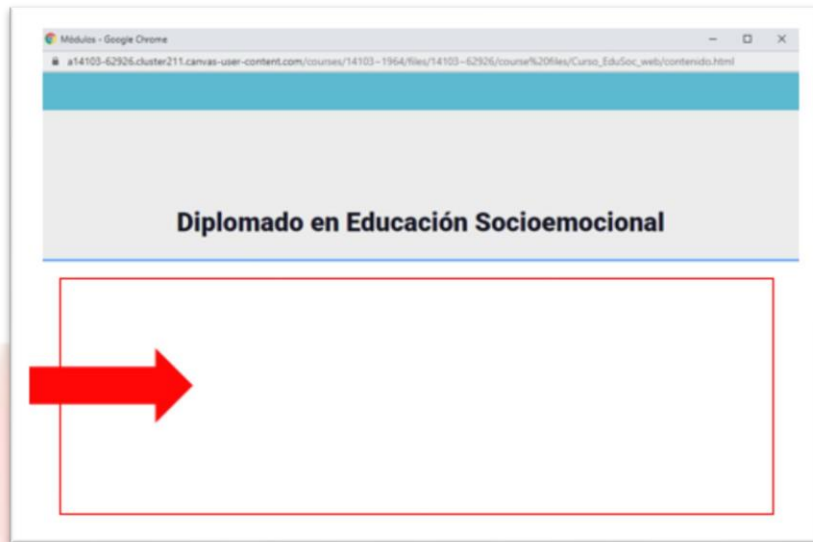 Módulos - Google Chrome
a14103-62926.cluster211.canvas-user-content.com/courses/14103~1964/files/14103~62926/course%20files/Curso_EduSoc_web/contenido.html
Diplomado en Educación Socioemocional